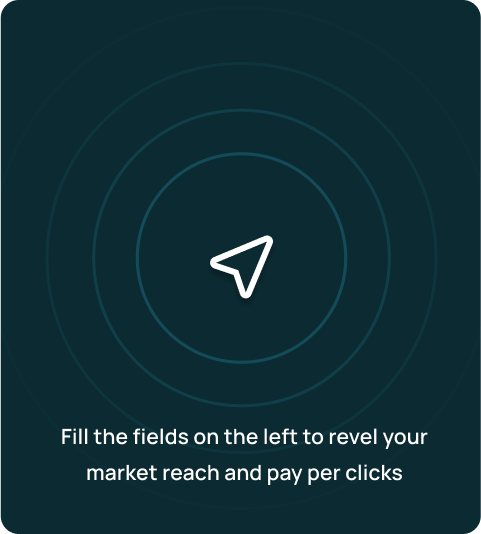 Fill the fields on the left to revel your
market reach and pay per clicks